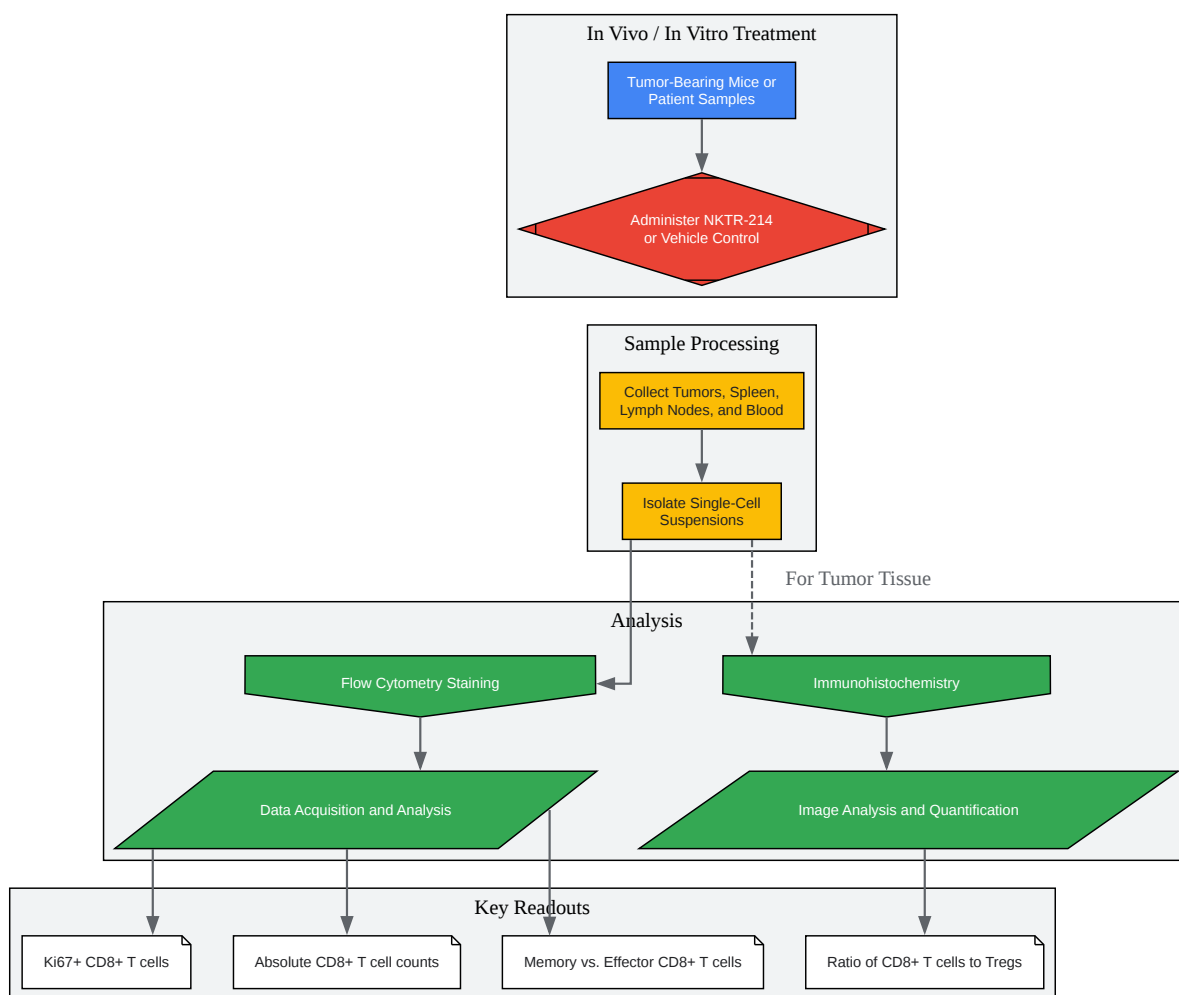 In Vivo / In Vitro Treatment
Tumor-Bearing Mice or
Patient Samples
Administer NKTR-214
or Vehicle Control
Sample Processing
Collect Tumors, Spleen,
Lymph Nodes, and Blood
Isolate Single-Cell
Suspensions
For Tumor Tissue
Analysis
Flow Cytometry Staining
Immunohistochemistry
Data Acquisition and Analysis
Image Analysis and Quantification
Key Readouts
Ki67+ CD8+ T cells
Absolute CD8+ T cell counts
Memory vs. Effector CD8+ T cells
Ratio of CD8+ T cells to Tregs